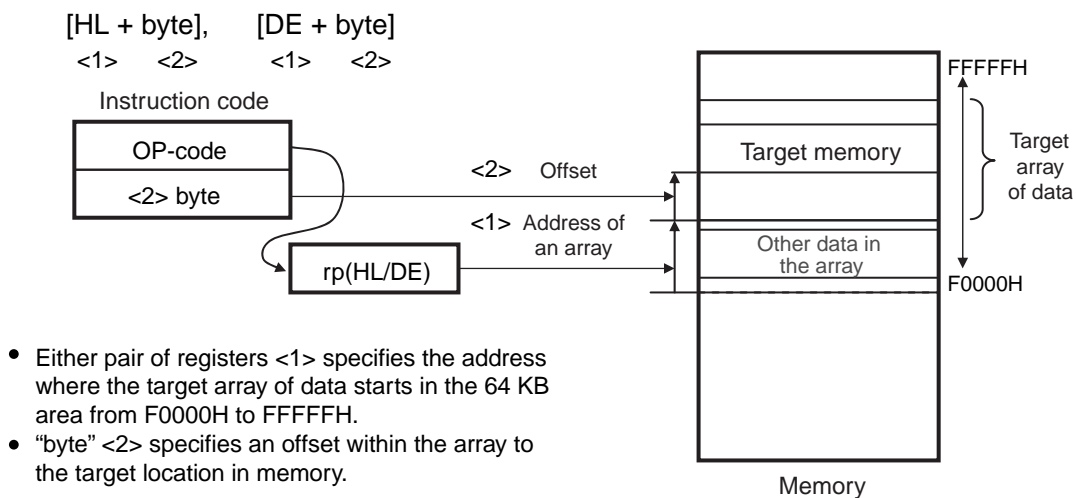 [HL + byte], [DE + byte]
<1> <2> <1> <2>
Instruction code
OP-code
<2> byte
<2> Offset
<1> Address of
an array
rp(HL/DE)
FFFFFH
Target memory
Target
array
of data
Other data in
the array
F0000H
Memory
• Either pair of registers <1> specifies the address
where the target array of data starts in the 64 KB
area from F0000H to FFFFFH.
• “byte” <2> specifies an offset within the array to
the target location in memory.